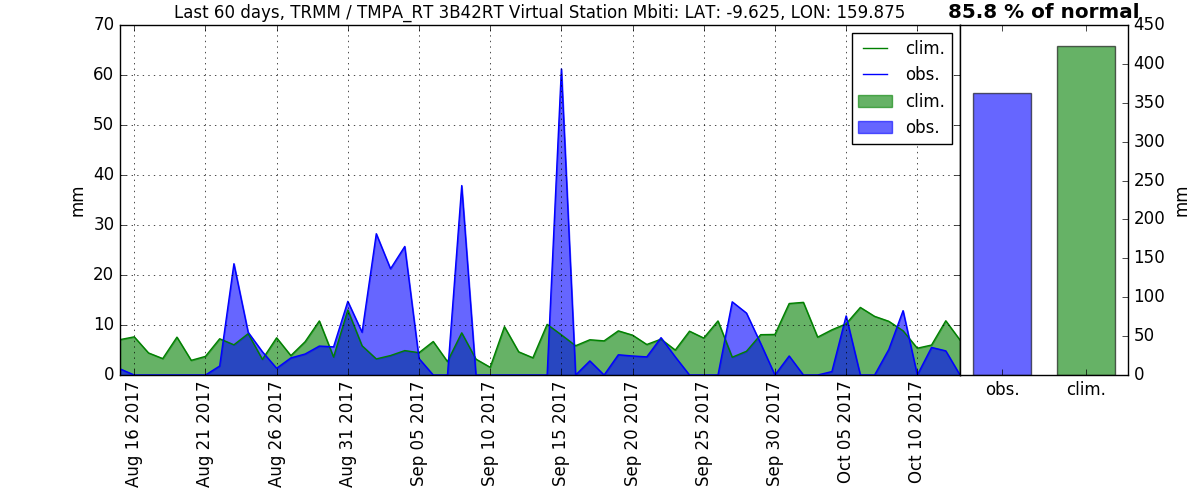 Last 60 days, TRMM / TMPA_RT 3B42RT Virtual Station Mbiti: LAT: -9.625, LON: 159.875
85.8 % of normal
70
60
50
40
30
20
10
0
mm
clim.
obs.
clim.
obs.
450
400
350
300
250
200
150
100
50
0
mm
Aug 16 2017
Aug 21 2017
Aug 26 2017
Aug 31 2017
Sep 05 2017
Sep 10 2017
Sep 15 2017
Sep 20 2017
Sep 25 2017
Sep 30 2017
Oct 05 2017
Oct 10 2017
obs.
clim.